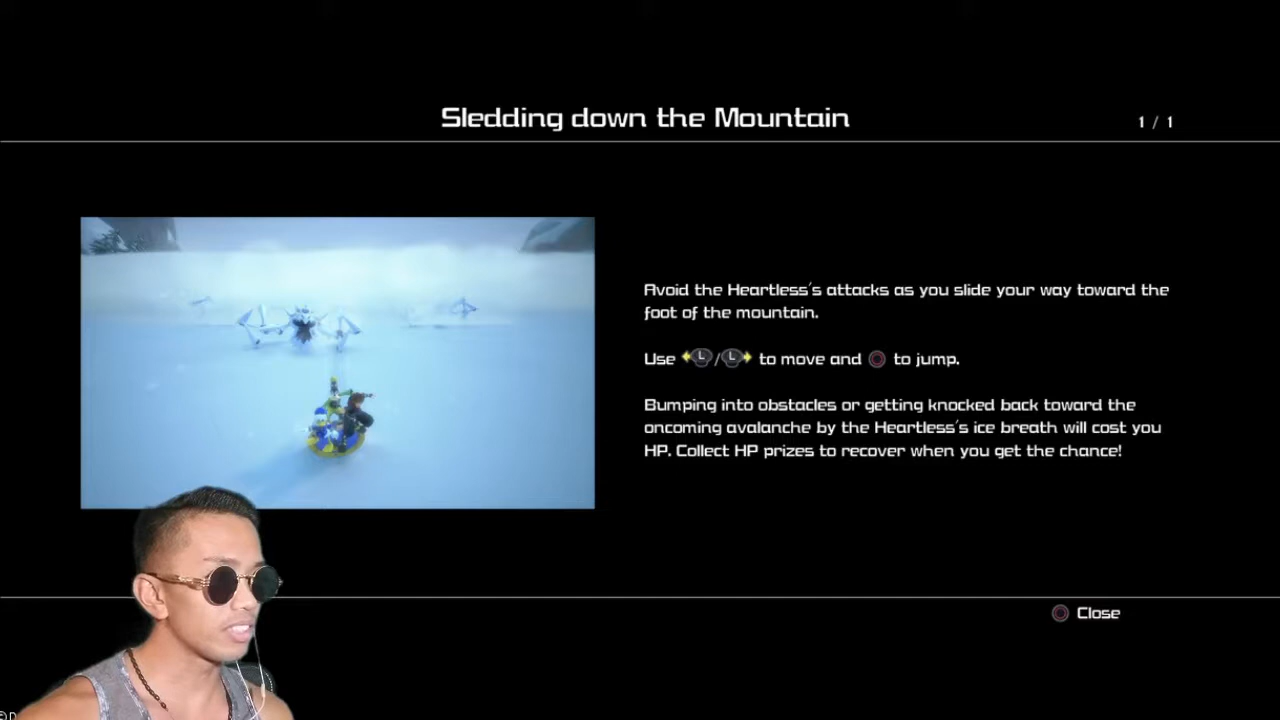 Sledding down the Mountain
1 / 1
Avoid the Heartless's attacks as you slide your way toward the
foot of the mountain.
Use L/L to move and to jump.
Bumping into obstacles or getting knocked back toward the
oncoming avalanche by the Heartless's ice breath will cost you
HP. Collect HP prizes to recover when you get the chance!
Close